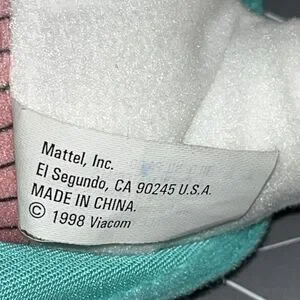 Mattel, Inc.
El Segundo, CA 90245 U.S.A.
MADE IN CHINA.
© 1998 Viacom